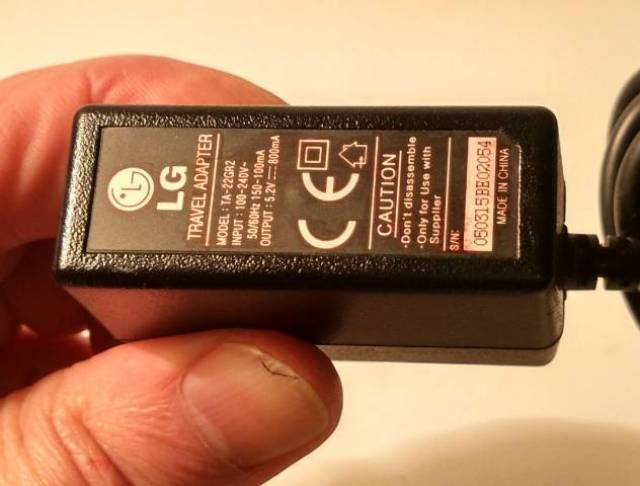 LG
TRAVEL ADAPTER
MODEL : TA-22GR2
INPUT : 100-240V~
50/60Hz 150-100mA
OUTPUT : 5.2V ⎓ 800mA
CE
CAUTION
•Don't disassemble
•Only for Use with
Supplier
S/N:
050315BE02054
MADE IN CHINA